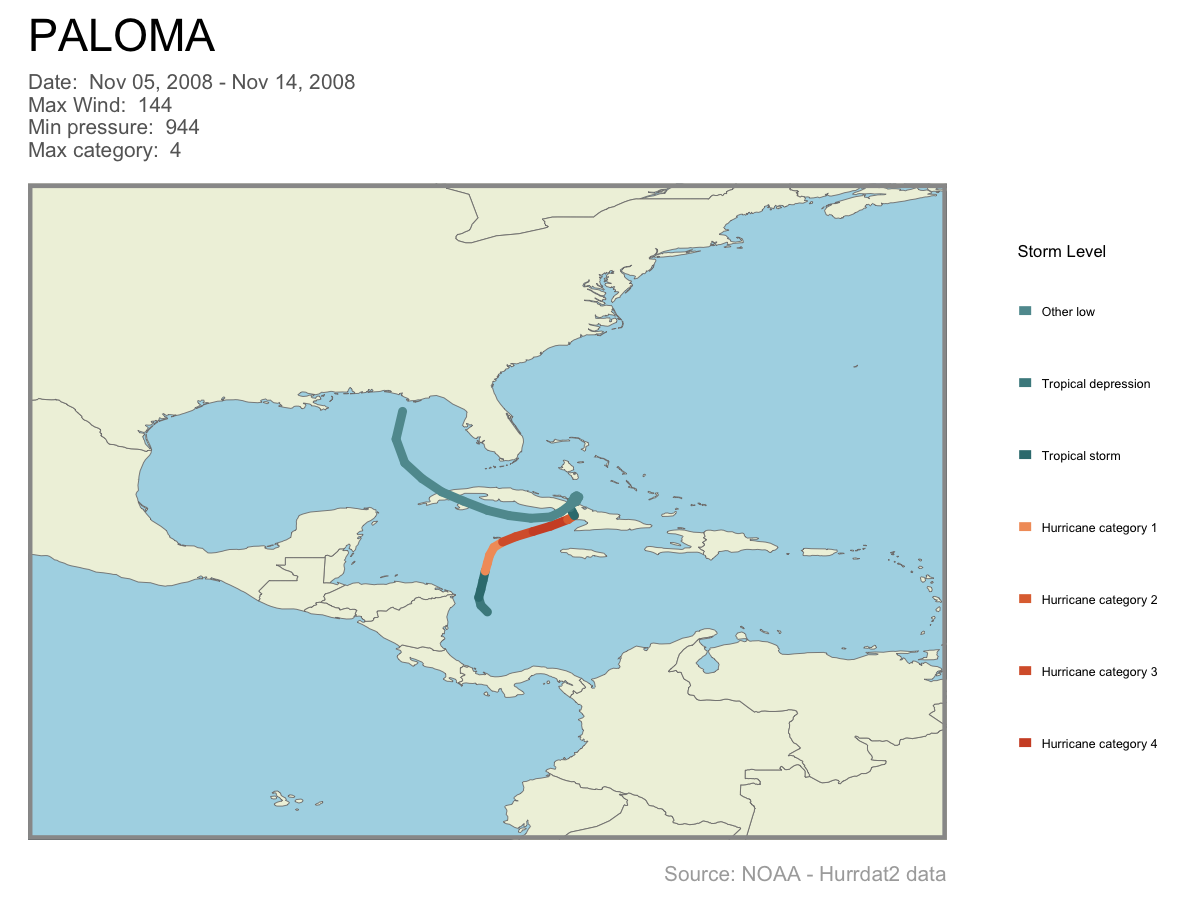 PALOMA
Date:  Nov 05, 2008 - Nov 14, 2008
Max Wind:  144
Min pressure:  944
Max category:  4
Storm Level
Other low
Tropical depression
Tropical storm
Hurricane category 1
Hurricane category 2
Hurricane category 3
Hurricane category 4
Source: NOAA - Hurrdat2 data